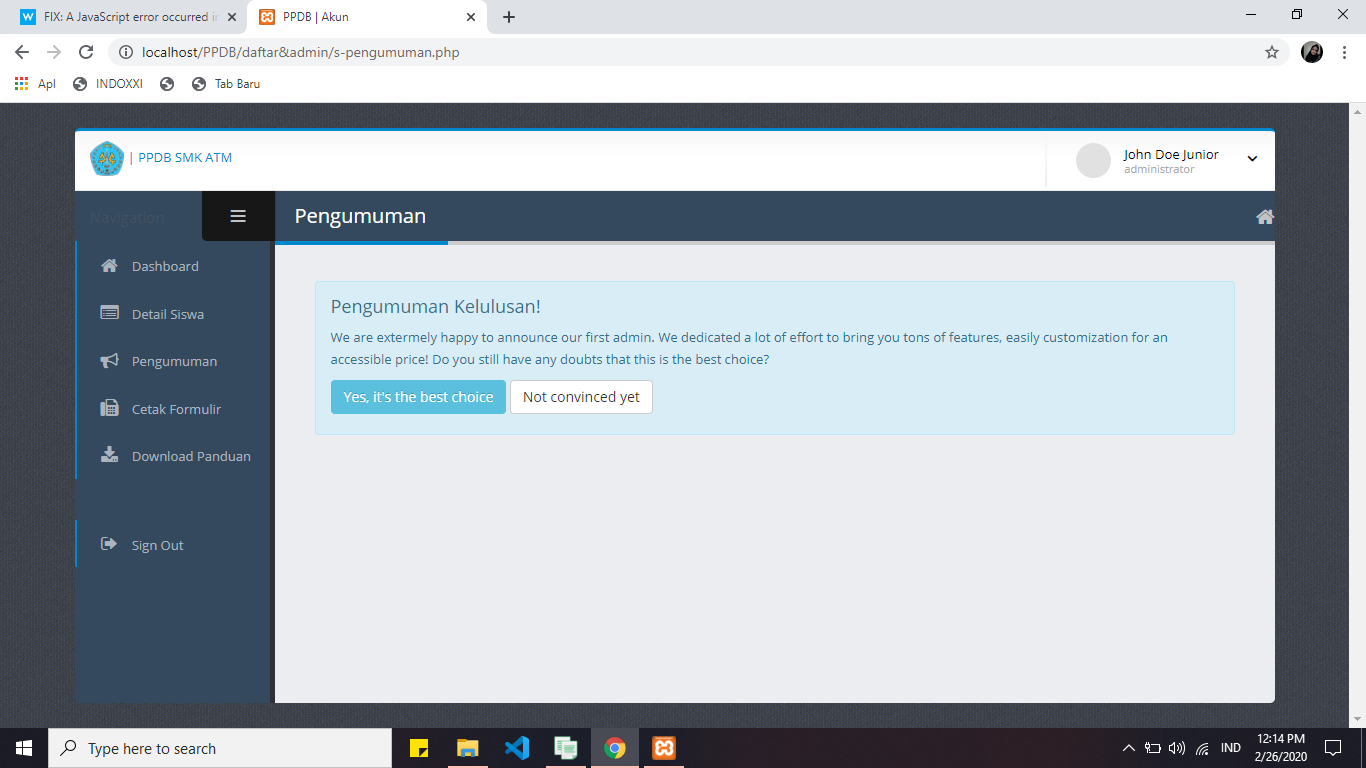 FIX: A JavaScript error occurred in
PPDB | Akun
localhost/PPDB/daftar&admin/s-pengumuman.php
Apl
INDOXXI
Tab Baru
| PPDB SMK ATM
John Doe Junior
administrator
Navigation
Pengumuman
Dashboard
Detail Siswa
Pengumuman
Cetak Formulir
Download Panduan
Sign Out
Pengumuman Kelulusan!
We are extermely happy to announce our first admin. We dedicated a lot of effort to bring you tons of features, easily customization for an
accessible price! Do you still have any doubts that this is the best choice?
Yes, it's the best choice
Not convinced yet
Type here to search
IND
12:14 PM
2/26/2020